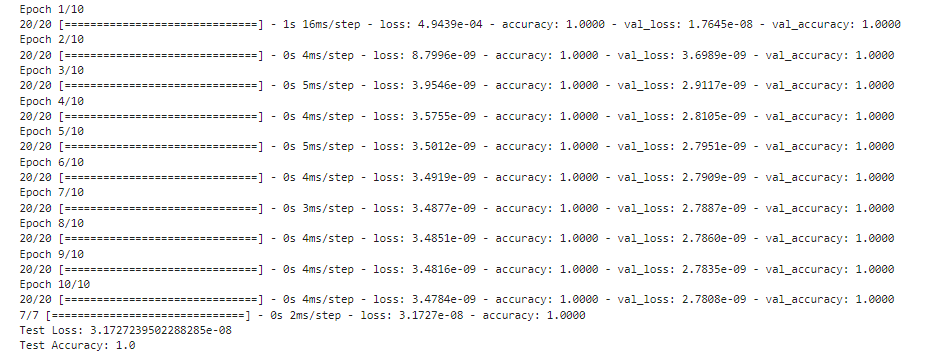 Epoch 1/10
20/20 [==============================] - 1s 16ms/step - loss: 4.9439e-04 - accuracy: 1.0000 - val_loss: 1.7645e-08 - val_accuracy: 1.0000
Epoch 2/10
20/20 [==============================] - 0s 4ms/step - loss: 8.7996e-09 - accuracy: 1.0000 - val_loss: 3.6989e-09 - val_accuracy: 1.0000
Epoch 3/10
20/20 [==============================] - 0s 5ms/step - loss: 3.9546e-09 - accuracy: 1.0000 - val_loss: 2.9117e-09 - val_accuracy: 1.0000
Epoch 4/10
20/20 [==============================] - 0s 4ms/step - loss: 3.5755e-09 - accuracy: 1.0000 - val_loss: 2.8105e-09 - val_accuracy: 1.0000
Epoch 5/10
20/20 [==============================] - 0s 5ms/step - loss: 3.5012e-09 - accuracy: 1.0000 - val_loss: 2.7951e-09 - val_accuracy: 1.0000
Epoch 6/10
20/20 [==============================] - 0s 4ms/step - loss: 3.4919e-09 - accuracy: 1.0000 - val_loss: 2.7909e-09 - val_accuracy: 1.0000
Epoch 7/10
20/20 [==============================] - 0s 3ms/step - loss: 3.4877e-09 - accuracy: 1.0000 - val_loss: 2.7887e-09 - val_accuracy: 1.0000
Epoch 8/10
20/20 [==============================] - 0s 4ms/step - loss: 3.4851e-09 - accuracy: 1.0000 - val_loss: 2.7860e-09 - val_accuracy: 1.0000
Epoch 9/10
20/20 [==============================] - 0s 4ms/step - loss: 3.4816e-09 - accuracy: 1.0000 - val_loss: 2.7835e-09 - val_accuracy: 1.0000
Epoch 10/10
20/20 [==============================] - 0s 4ms/step - loss: 3.4784e-09 - accuracy: 1.0000 - val_loss: 2.7808e-09 - val_accuracy: 1.0000
7/7 [==============================] - 0s 2ms/step - loss: 3.1727e-08 - accuracy: 1.0000
Test Loss: 3.1727239502288285e-08
Test Accuracy: 1.0